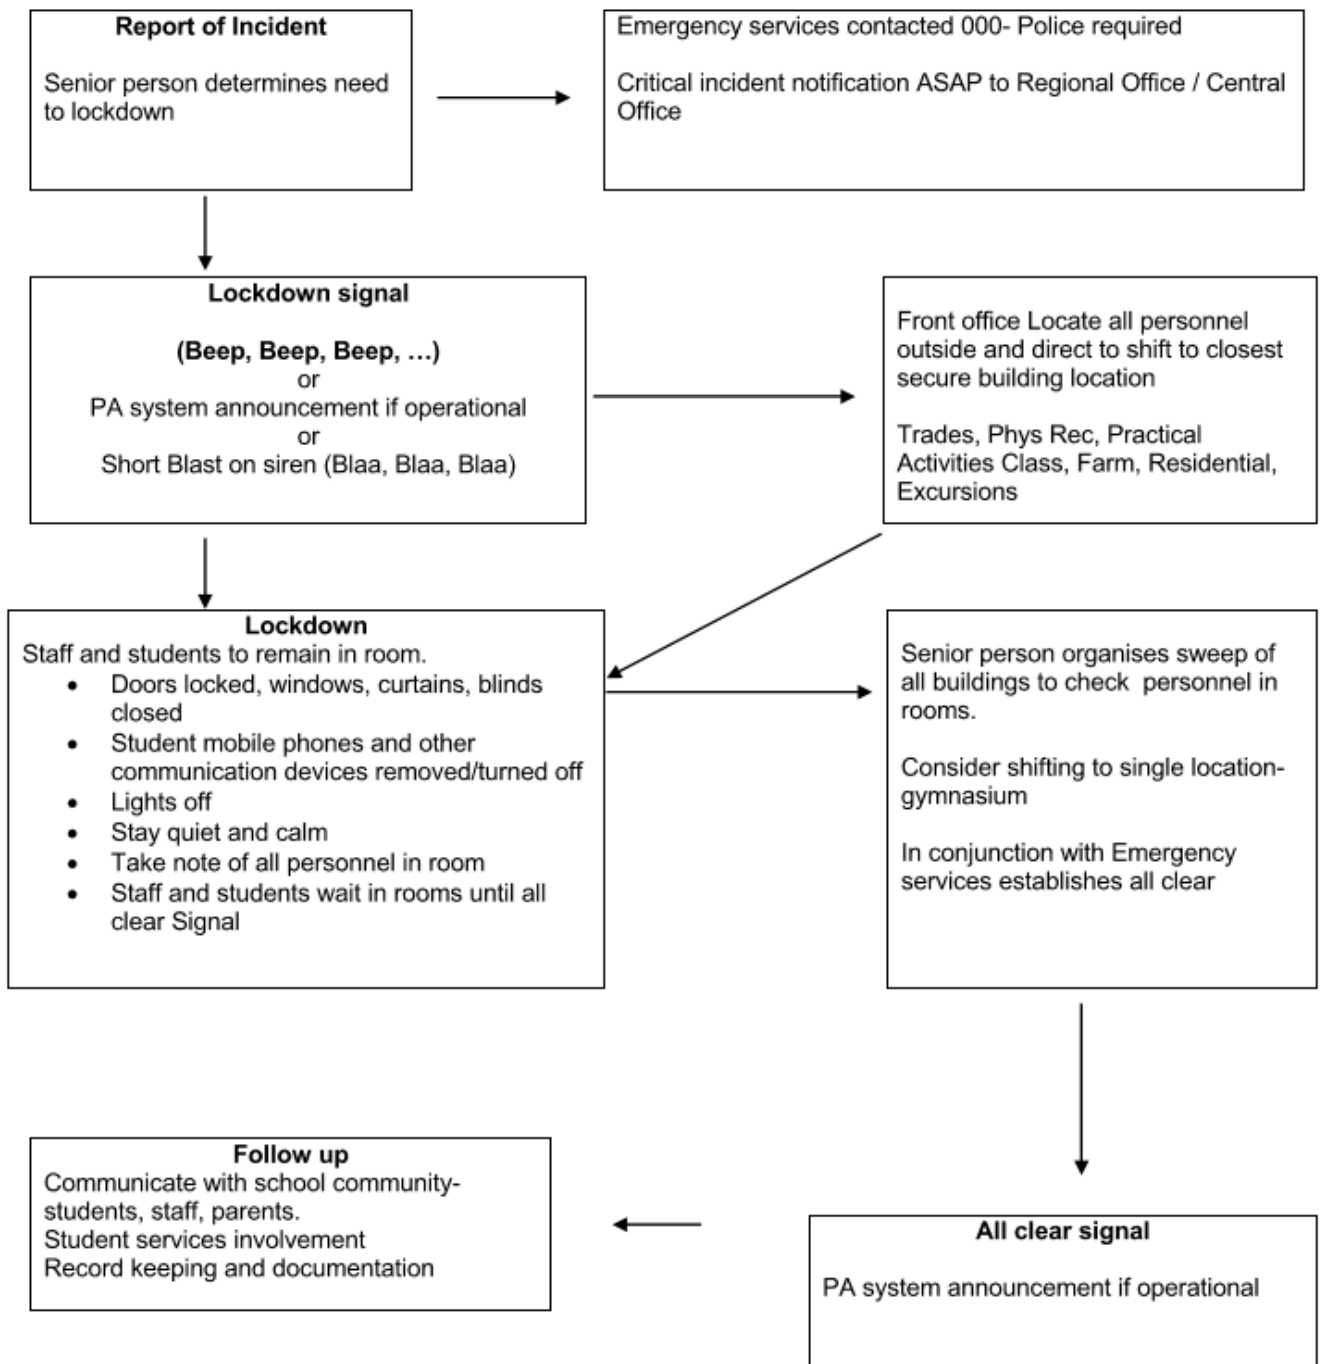 Report of Incident
Senior person determines need
to lockdown
Emergency services contacted 000- Police required
Critical incident notification ASAP to Regional Office / Central
Office
Lockdown signal
(Beep, Beep, Beep, …)
or
PA system announcement if operational
or
Short Blast on siren (Blaa, Blaa, Blaa)
Front office Locate all personnel
outside and direct to shift to closest
secure building location
Trades, Phys Rec, Practical
Activities Class, Farm, Residential,
Excursions
Lockdown
Staff and students to remain in room.
• Doors locked, windows, curtains, blinds
closed
• Student mobile phones and other
communication devices removed/turned off
• Lights off
• Stay quiet and calm
• Take note of all personnel in room
• Staff and students wait in rooms until all
clear Signal
Senior person organises sweep of
all buildings to check personnel in
rooms.
Consider shifting to single location-
gymnasium
In conjunction with Emergency
services establishes all clear
All clear signal
PA system announcement if operational
Follow up
Communicate with school community-
students, staff, parents.
Student services involvement
Record keeping and documentation